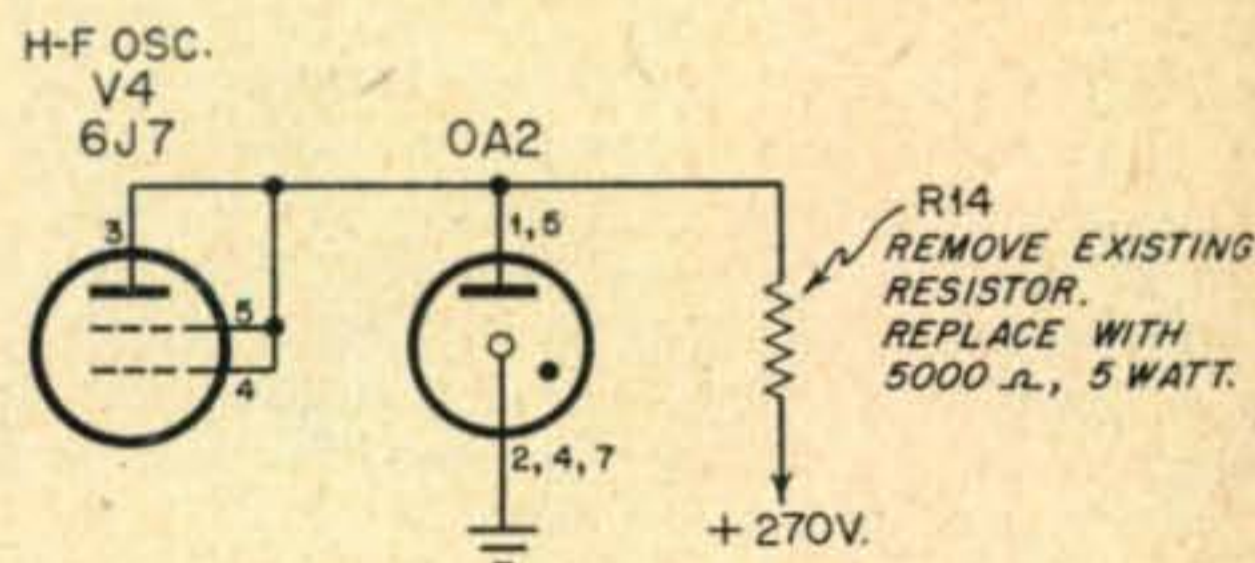 H-F OSC.
V4
6J7
OA2
3
5
4
1,5
2,4,7
R14
REMOVE EXISTING
RESISTOR.
REPLACE WITH
5000 Ω, 5 WATT.
+270V.